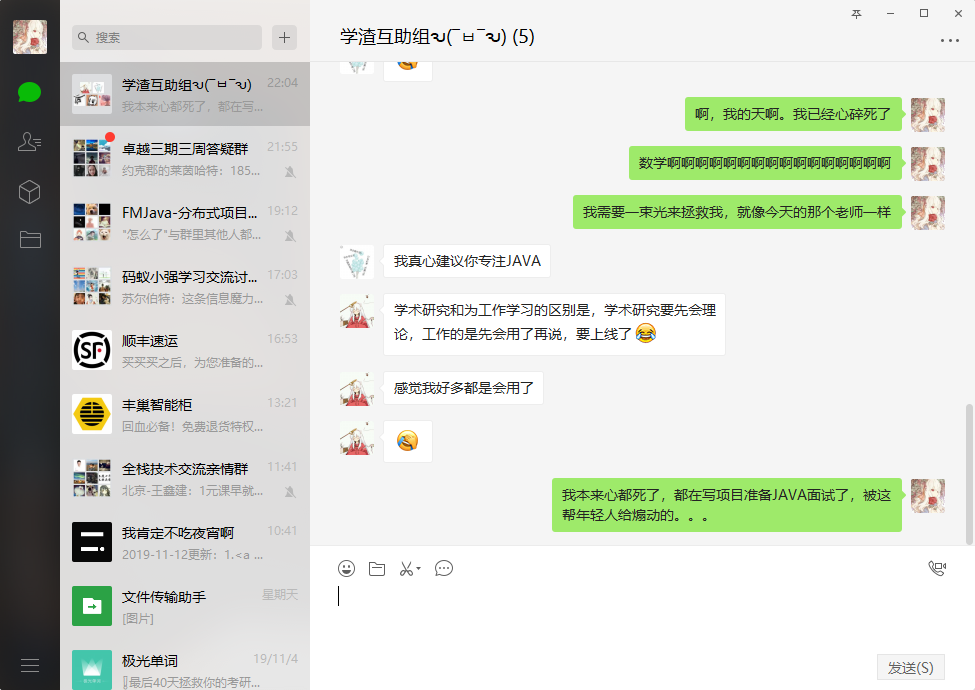 搜索
学渣互助组ԅ(¯ㅂ¯ԅ)
22:04
我本来心都死了，都在写...
卓越三期三周答疑群
21:55
约克郡的莱茵哈特：185...
FMJava-分布式项目...
19:12
"怎么了"与群里其他人都...
码蚁小强学习交流讨...
17:03
苏尔伯特：这条信息魔力...
顺丰速运
16:53
买买买之后，为您准备的...
丰巢智能柜
13:21
回血必备！免费退货特权...
全栈技术交流亲情群
11:41
北京-王鑫建：1元课早就...
我肯定不吃夜宵啊
10:41
2019-11-12更新：1.<a ...
文件传输助手
星期天
[图片]
极光单词
19/11/4
最后40天拯救你的考研...
学渣互助组ԅ(¯ㅂ¯ԅ) (5)
啊，我的天啊。我已经心碎死了
数学啊啊啊啊啊啊啊啊啊啊啊啊啊啊啊啊
我需要一束光来拯救我，就像今天的那个老师一样
我真心建议你专注JAVA
学术研究和为工作学习的区别是，学术研究要先会理
论，工作的是先会用了再说，要上线了
感觉我好多都是会用了
我本来心都死了，都在写项目准备JAVA面试了，被这
帮年轻人给煽动的。。。
发送(S)